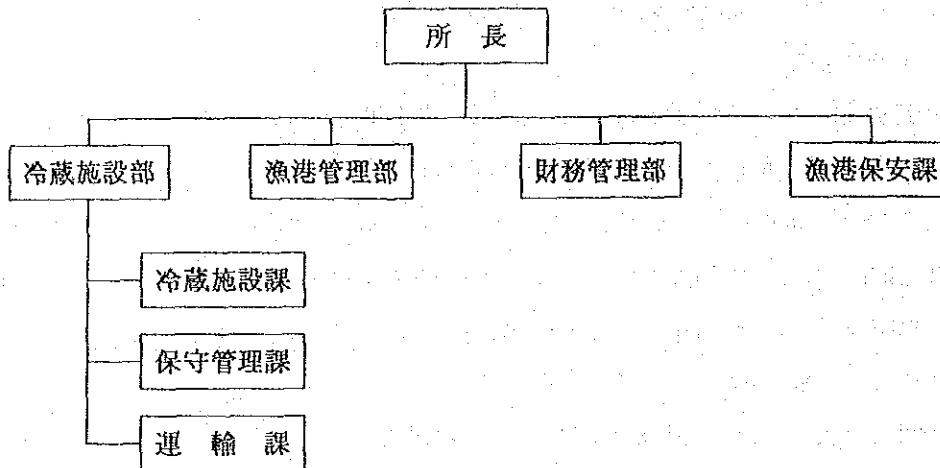 所 長
冷蔵施設部
漁港管理部
財務管理部
漁港保安課
冷蔵施設課
保守管理課
運 輸 課